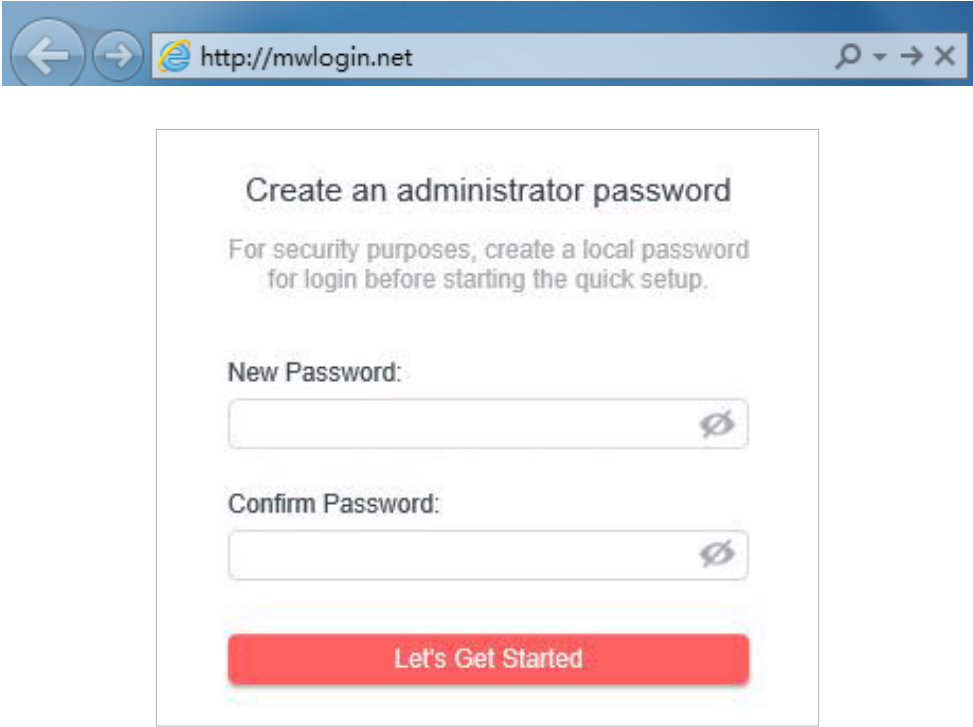 http://mwlogin.net
Create an administrator password
For security purposes, create a local password
for login before starting the quick setup.
New Password:
Confirm Password:
Let's Get Started